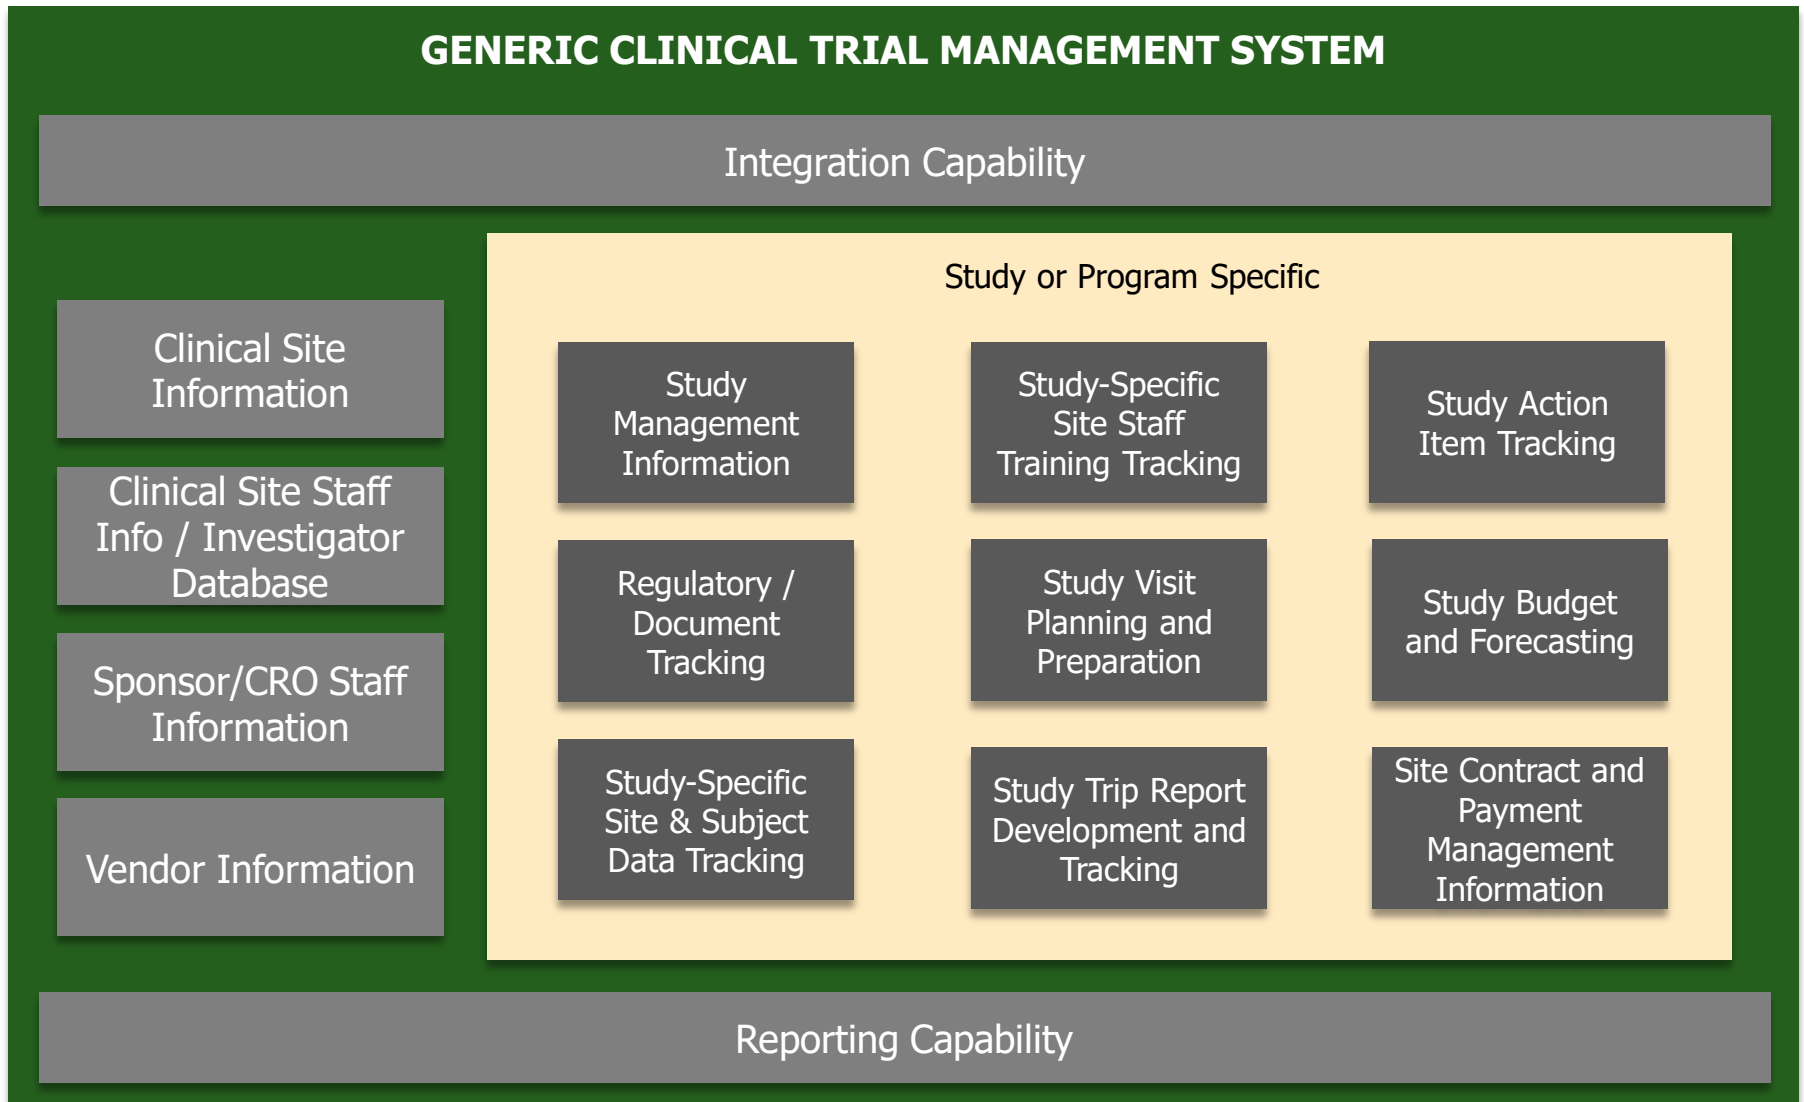 GENERIC CLINICAL TRIAL MANAGEMENT SYSTEM
Integration Capability
Clinical Site
Information
Clinical Site Staff
Info / Investigator
Database
Sponsor/CRO Staff
Information
Vendor Information
Study or Program Specific
Study
Management
Information
Study-Specific
Site Staff
Training Tracking
Study Action
Item Tracking
Regulatory /
Document
Tracking
Study Visit
Planning and
Preparation
Study Budget
and Forecasting
Study-Specific
Site & Subject
Data Tracking
Study Trip Report
Development and
Tracking
Site Contract and
Payment
Management
Information
Reporting Capability